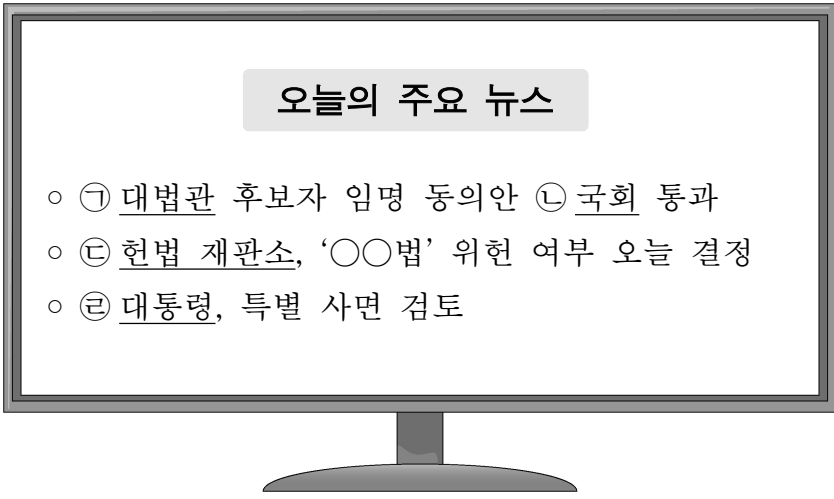 오늘의 주요 뉴스
◦ ㉠ 대법관 후보자 임명 동의안 ㉡ 국회 통과
◦ ㉢ 헌법 재판소, ‘○○법’ 위헌 여부 오늘 결정
◦ ㉣ 대통령, 특별 사면 검토